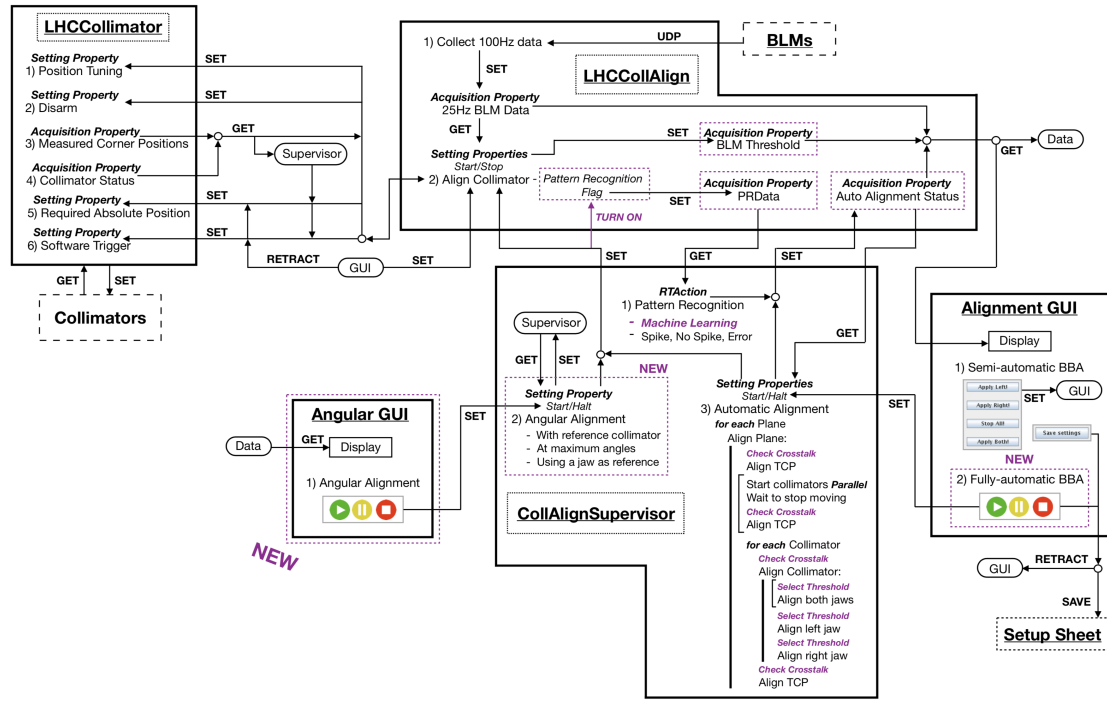 LHCCollimator
Setting Property
1) Position Tuning
SET
Setting Property
2) Disarm
SET
Acquisition Property
3) Measured Corner Positions
GET
Supervisor
Acquisition Property
4) Collimator Status
Setting Property
5) Required Absolute Position
SET
Setting Property
6) Software Trigger
SET
RETRACT
GUI
SET
GET
SET
Collimators
1) Collect 100Hz data
UDP
BLMs
SET
LHCCollAlign
Acquisition Property
25Hz BLM Data
GET
Setting Properties
Start/Stop
2) Align Collimator -
SET
Acquisition Property
BLM Threshold
GET
Data
Pattern Recognition
Flag
SET
Acquisition Property
PRData
Acquisition Property
Auto Alignment Status
TURN ON
SET
GET
SET
RTAction
1) Pattern Recognition
- Machine Learning
- Spike, No Spike, Error
GET
Supervisor
GET
SET
NEW
Setting Property
Start/Halt
2) Angular Alignment
- With reference collimator
- At maximum angles
- Using a jaw as reference
CollAlignSupervisor
Setting Properties
Start/Halt
3) Automatic Alignment
for each Plane
Align Plane:
Check Crosstalk
Align TCP
Start collimators Parallel
Wait to stop moving
Check Crosstalk
Align TCP
for each Collimator
Check Crosstalk
Align Collimator:
Select Threshold
Align both jaws
Select Threshold
Align left jaw
Select Threshold
Align right jaw
Check Crosstalk
Align TCP
Angular GUI
Data
GET
Display
1) Angular Alignment
SET
NEW
Alignment GUI
Display
1) Semi-automatic BBA
Apply Left!
Apply Right!
Stop All!
Apply Both!
SET
GUI
Save settings
NEW
2) Fully-automatic BBA
SET
GUI
RETRACT
SAVE
Setup Sheet